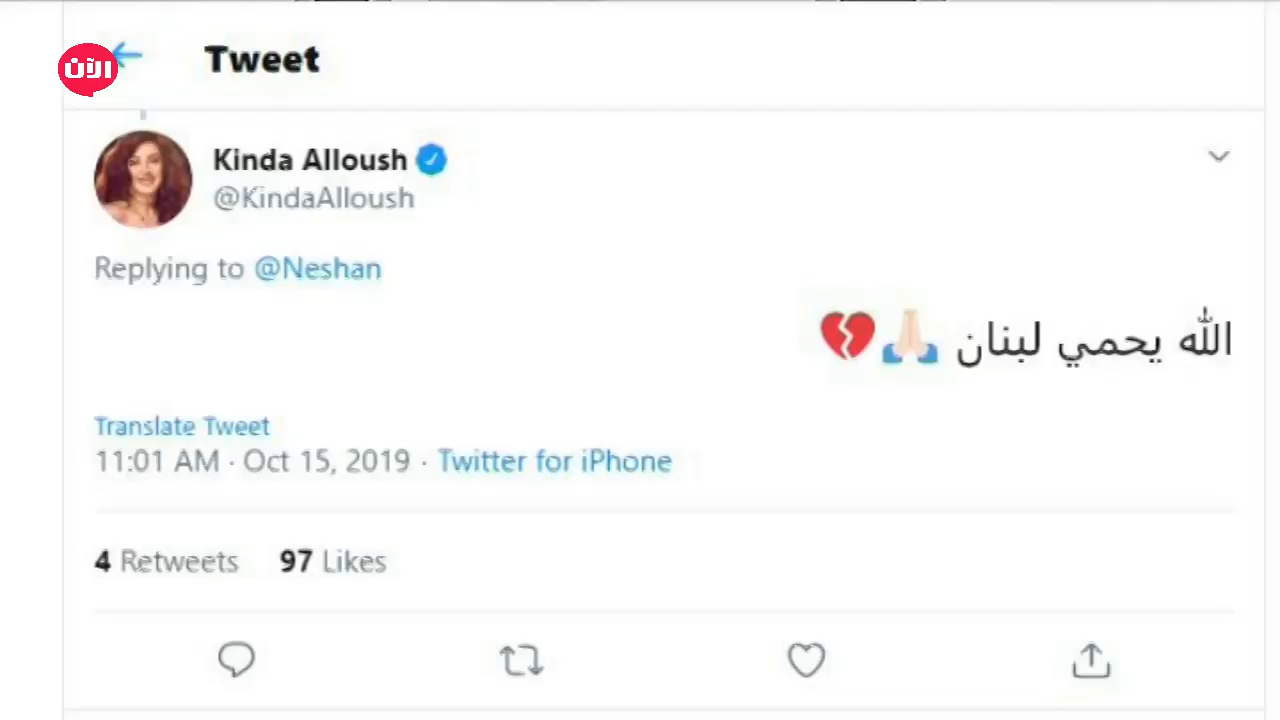 الآن
Tweet
Kinda Alloush
@KindaAlloush
Replying to @Neshan
الله يحمي لبنان 🙏🏻💔
Translate Tweet
11:01 AM · Oct 15, 2019 · Twitter for iPhone
4 Retweets 97 Likes